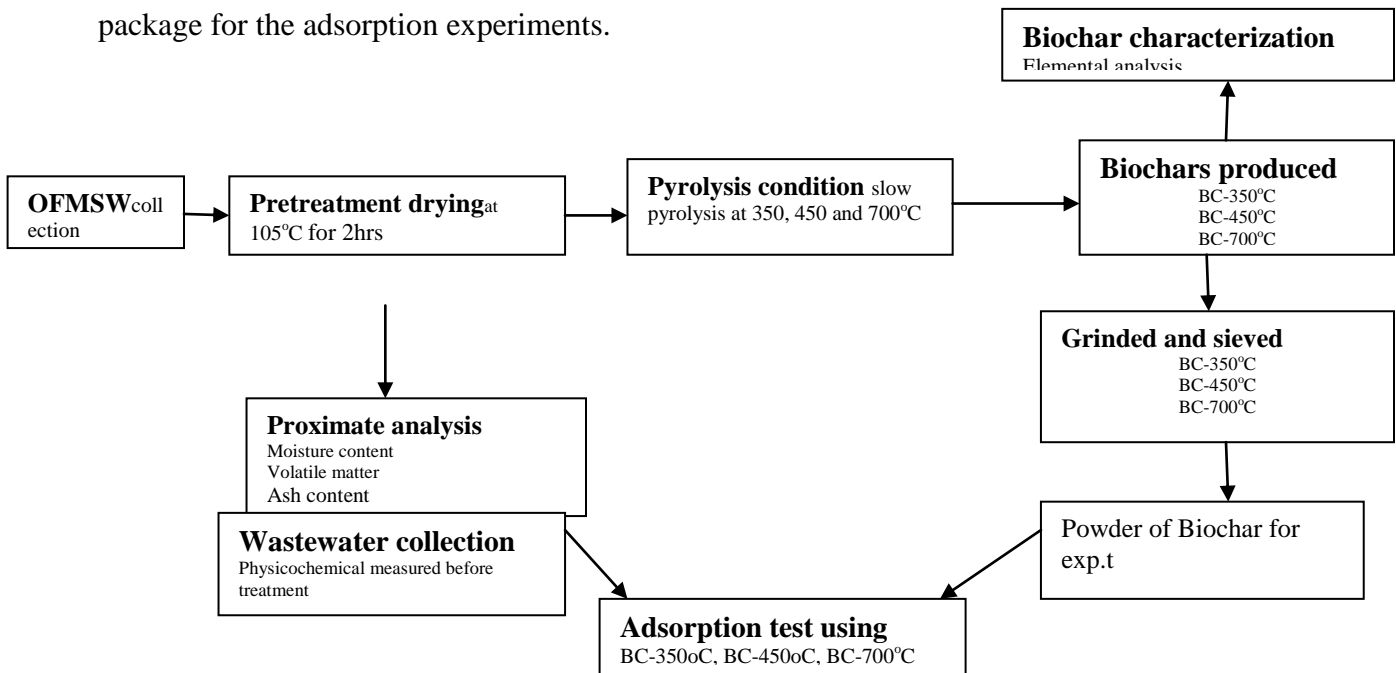 package for the adsorption experiments.
Biochar characterization
Elemental analysis
OFMSWcoll
ection
Pretreatment dryingat
105°C for 2hrs
Pyrolysis condition slow
pyrolysis at 350, 450 and 700°C
Biochars produced
BC-350°C
BC-450°C
BC-700°C
Grinded and sieved
BC-350°C
BC-450°C
BC-700°C
Proximate analysis
Moisture content
Volatile matter
Ash content
Wastewater collection
Physicochemical measured before
treatment
Powder of Biochar for
exp.t
Adsorption test using
BC-350oC, BC-450oC, BC-700°C